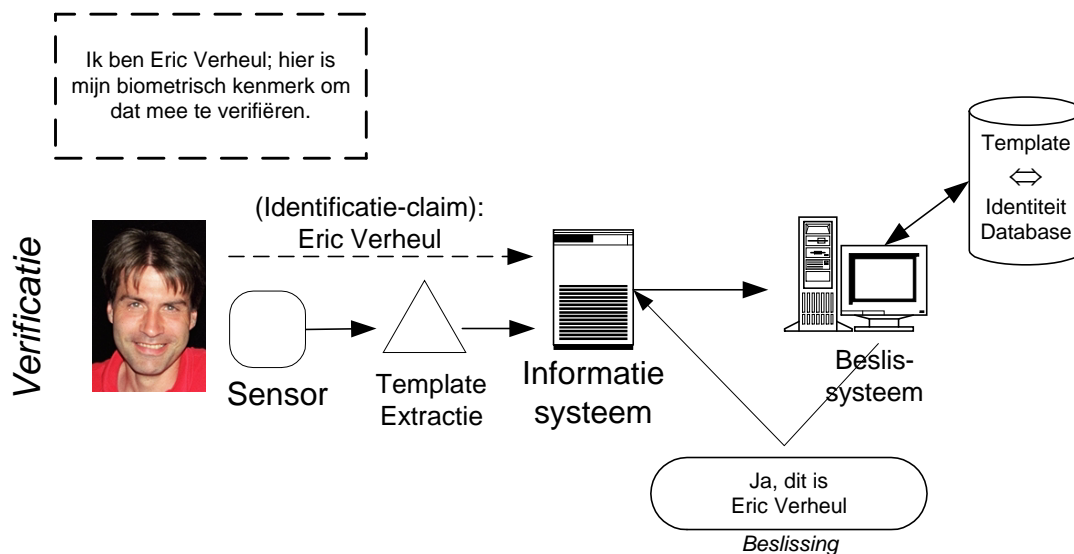 Ik ben Eric Verheul; hier is
mijn biometrisch kenmerk om
dat mee te verifiëren.
Verificatie
(Identificatie-claim):
Eric Verheul
Sensor
Template
Extractie
Informatie
systeem
Beslis-
systeem
Template
⇔
Identiteit
Database
Ja, dit is
Eric Verheul
Beslissing